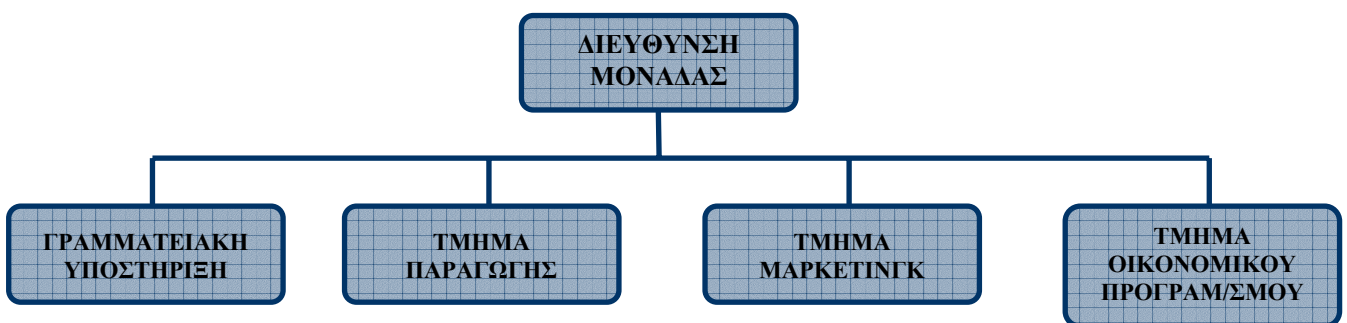 ΔΙΕΥΘΥΝΣΗ
ΜΟΝΑΔΑΣ
ΓΡΑΜΜΑΤΕΙΑΚΗ
ΥΠΟΣΤΗΡΙΞΗ
ΤΜΗΜΑ
ΠΑΡΑΓΩΓΗΣ
ΤΜΗΜΑ
ΜΑΡΚΕΤΙΝΓΚ
ΤΜΗΜΑ
ΟΙΚΟΝΟΜΙΚΟΥ
ΠΡΟΓΡΑΜ/ΣΜΟΥ